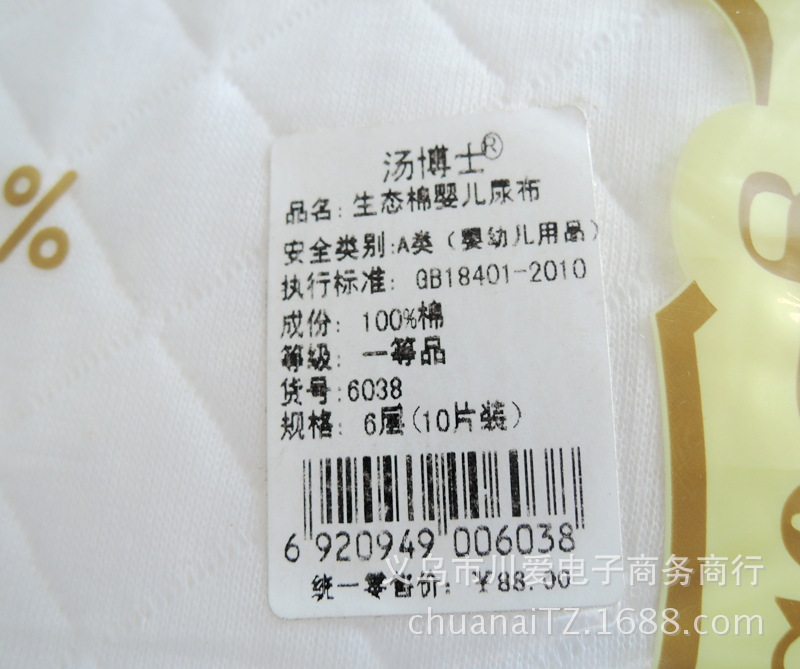 %
汤博士®
品名:生态棉婴儿尿布
安全类别:A类(婴幼儿用品)
执行标准: GB18401-2010
成份: 100%棉
等级: 一等品
货号:6038
规格: 6层(10片装)
6 920949 006038
统一零售价: ¥88.00
义乌市川爱电子商务商行
chuanaiTZ.1688.com